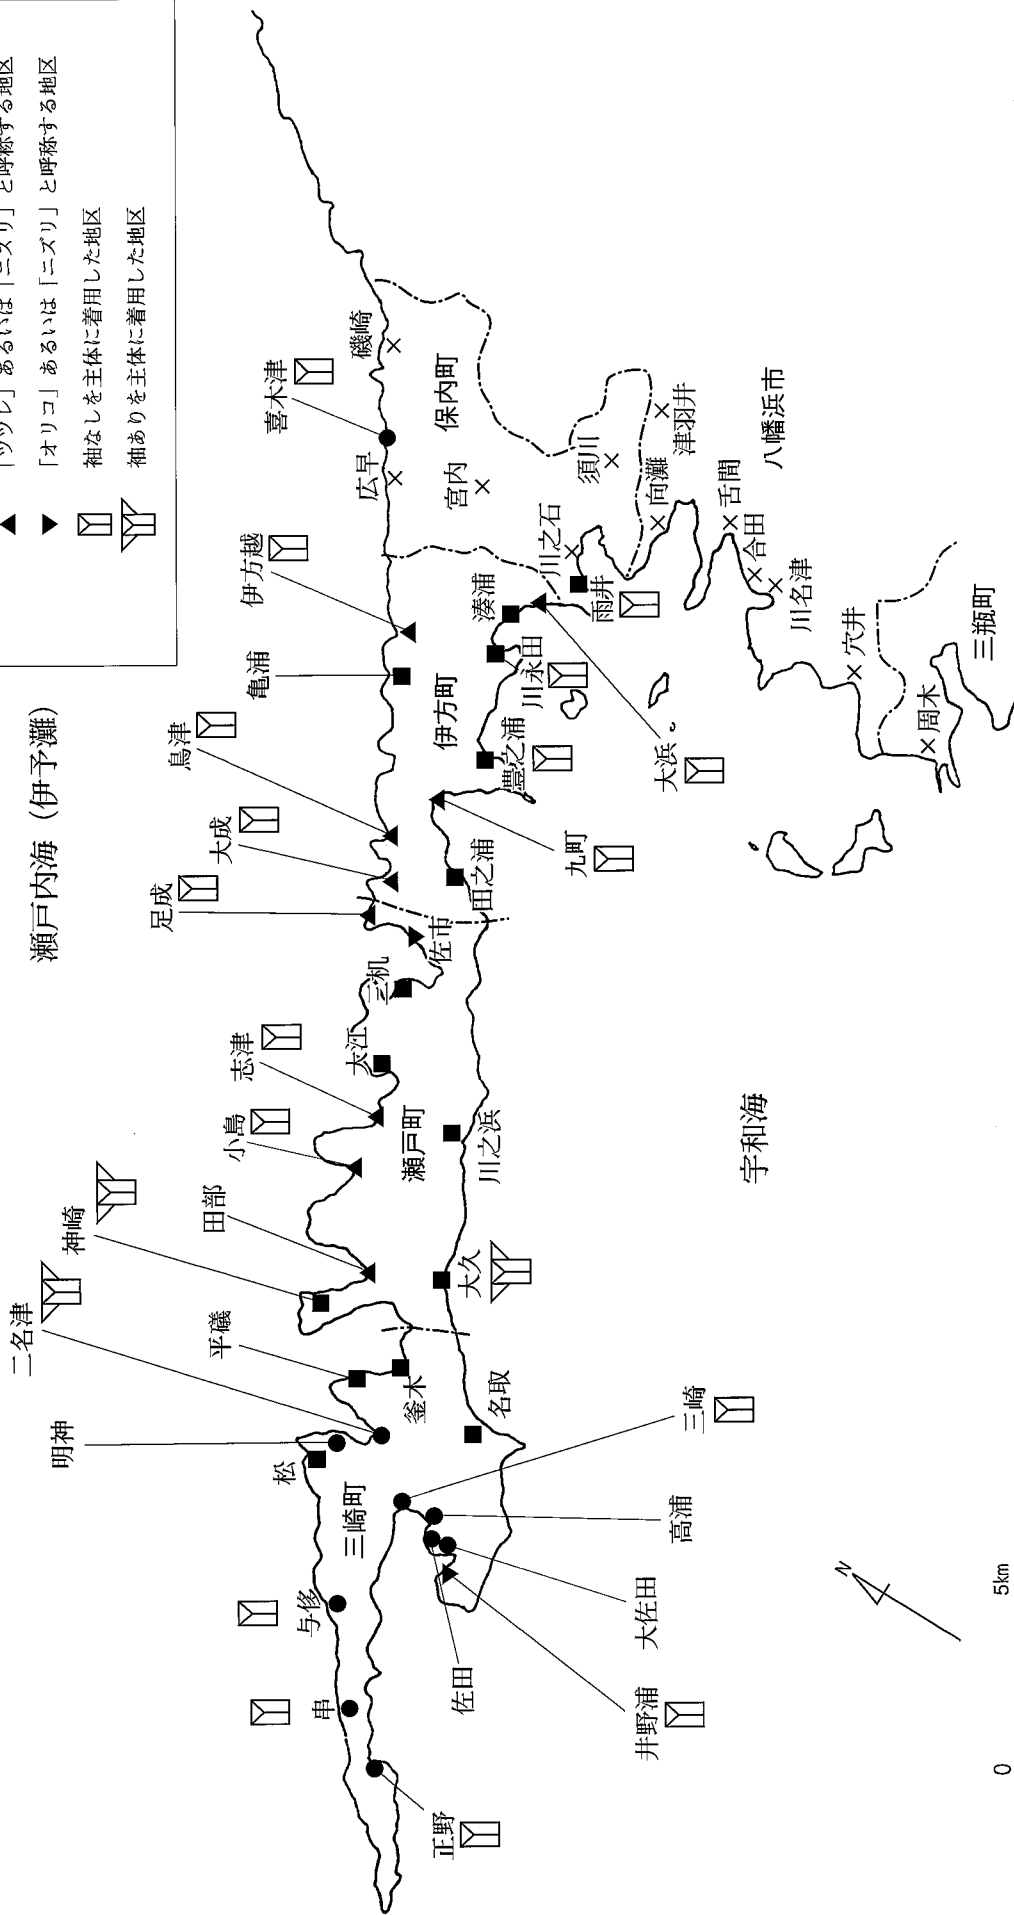 「ツヅレ」あるいは「ニズリ」と呼称する地区
「オリコ」あるいは「ニズリ」と呼称する地区
袖なしを主体に着用した地区
袖ありを主体に着用した地区
瀬戸内海（伊予灘）
宇和海
二名津
神崎
明神
松
平礒
釜木
田部
小島
志津
大江
三机
佐市
足成
大成
鳥津
亀浦
伊方越
広早
喜木津
磯崎
三崎町
瀬戸町
伊方町
保内町
八幡浜市
三瓶町
与侈
串
正野
佐田
井野浦
大佐田
高浦
三崎
名取
大久
川之浜
田之浦
九町
豊之浦
川永田
湊浦
大浜
雨井
川之石
宮内
須川
向灘
津羽井
舌間
合田
川名津
穴井
周木
N
0
5km